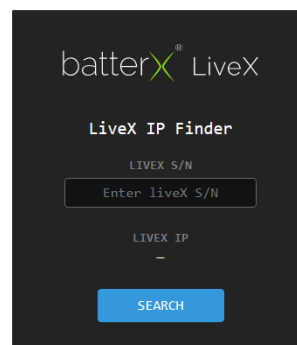 batterX® LiveX
LiveX IP Finder
LIVEX S/N
Enter liveX S/N
LIVEX IP
—
SEARCH